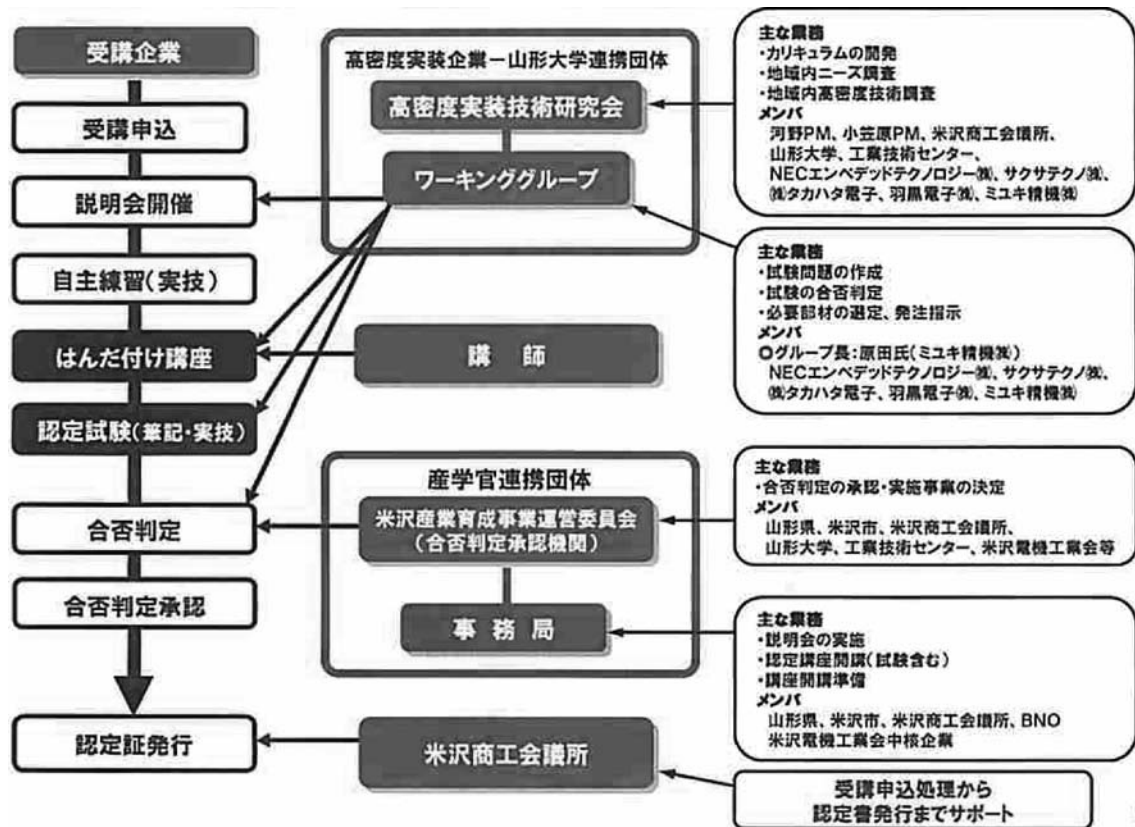 受講企業
受講申込
説明会開催
自主練習(実技)
はんだ付け講座
認定試験(筆記・実技)
合否判定
合否判定承認
認定証発行
高密度実装企業－山形大学連携団体
高密度実装技術研究会
ワーキンググループ
講 師
産学官連携団体
米沢産業育成事業運営委員会
(合否判定承認機関)
事 務 局
米沢商工会議所
主な業務
・カリキュラムの開発
・地域内ニーズ調査
・地域内高密度技術調査
メンバ
河野PM、小笠原PM、米沢商工会議所、
山形大学、工業技術センター、
NECエンベデッドテクノロジー㈱、サクサテクノ㈱、
㈱タカハタ電子、羽黒電子㈱、ミユキ精機㈱
主な業務
・試験問題の作成
・試験の合否判定
・必要部材の選定、発注指示
メンバ
○グループ長：原田氏(ミユキ精機㈱)
NECエンベデッドテクノロジー㈱、サクサテクノ㈱、
㈱タカハタ電子、羽黒電子㈱、ミユキ精機㈱
主な業務
・合否判定の承認・実施事業の決定
メンバ
山形県、米沢市、米沢商工会議所、
山形大学、工業技術センター、米沢電機工業会等
主な業務
・説明会の実施
・認定講座開講(試験含む)
・講座開講準備
メンバ
山形県、米沢市、米沢商工会議所、BNO
米沢電機工業会中核企業
受講申込処理から
認定書発行までサポート